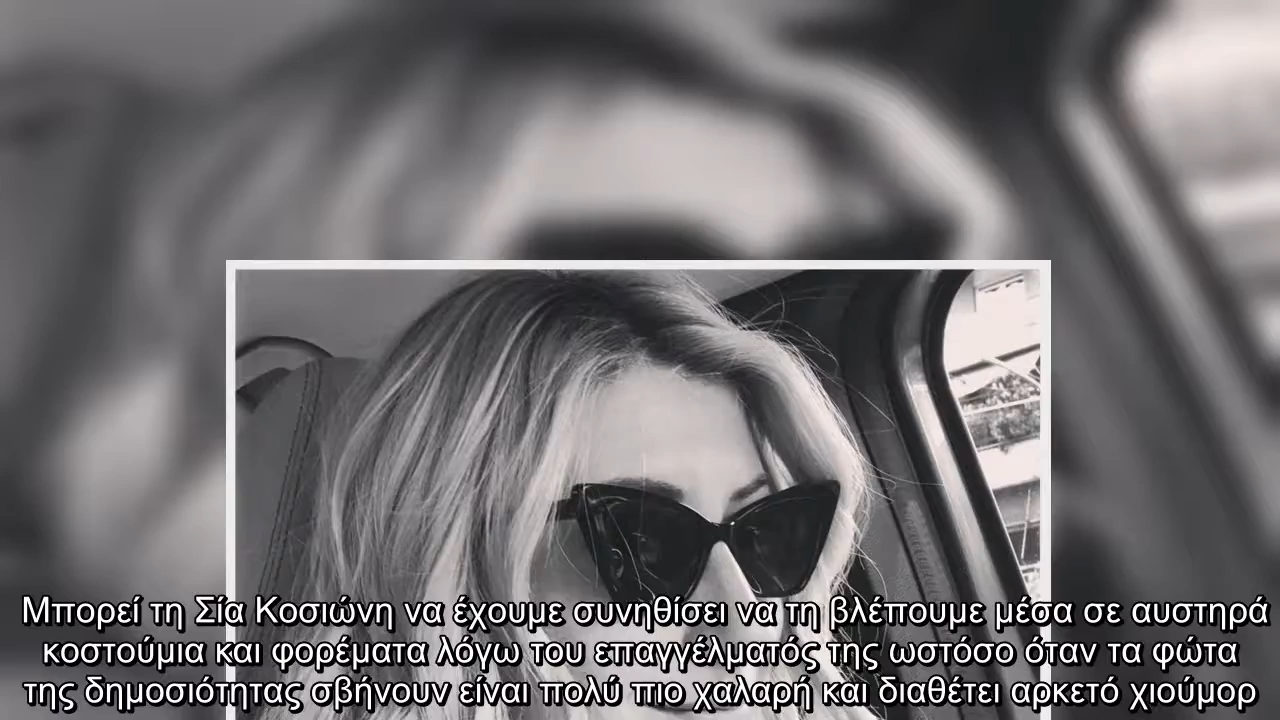 Μπορεί τη Σία Κοσιώνη να έχουμε συνηθίσει να τη βλέπουμε μέσα σε αυστηρά
κοστούμια και φορέματα λόγω του επαγγέλματός της ωστόσο όταν τα φώτα
της δημοσιότητας σβήνουν είναι πολύ πιο χαλαρή και διαθέτει αρκετό χιούμορ